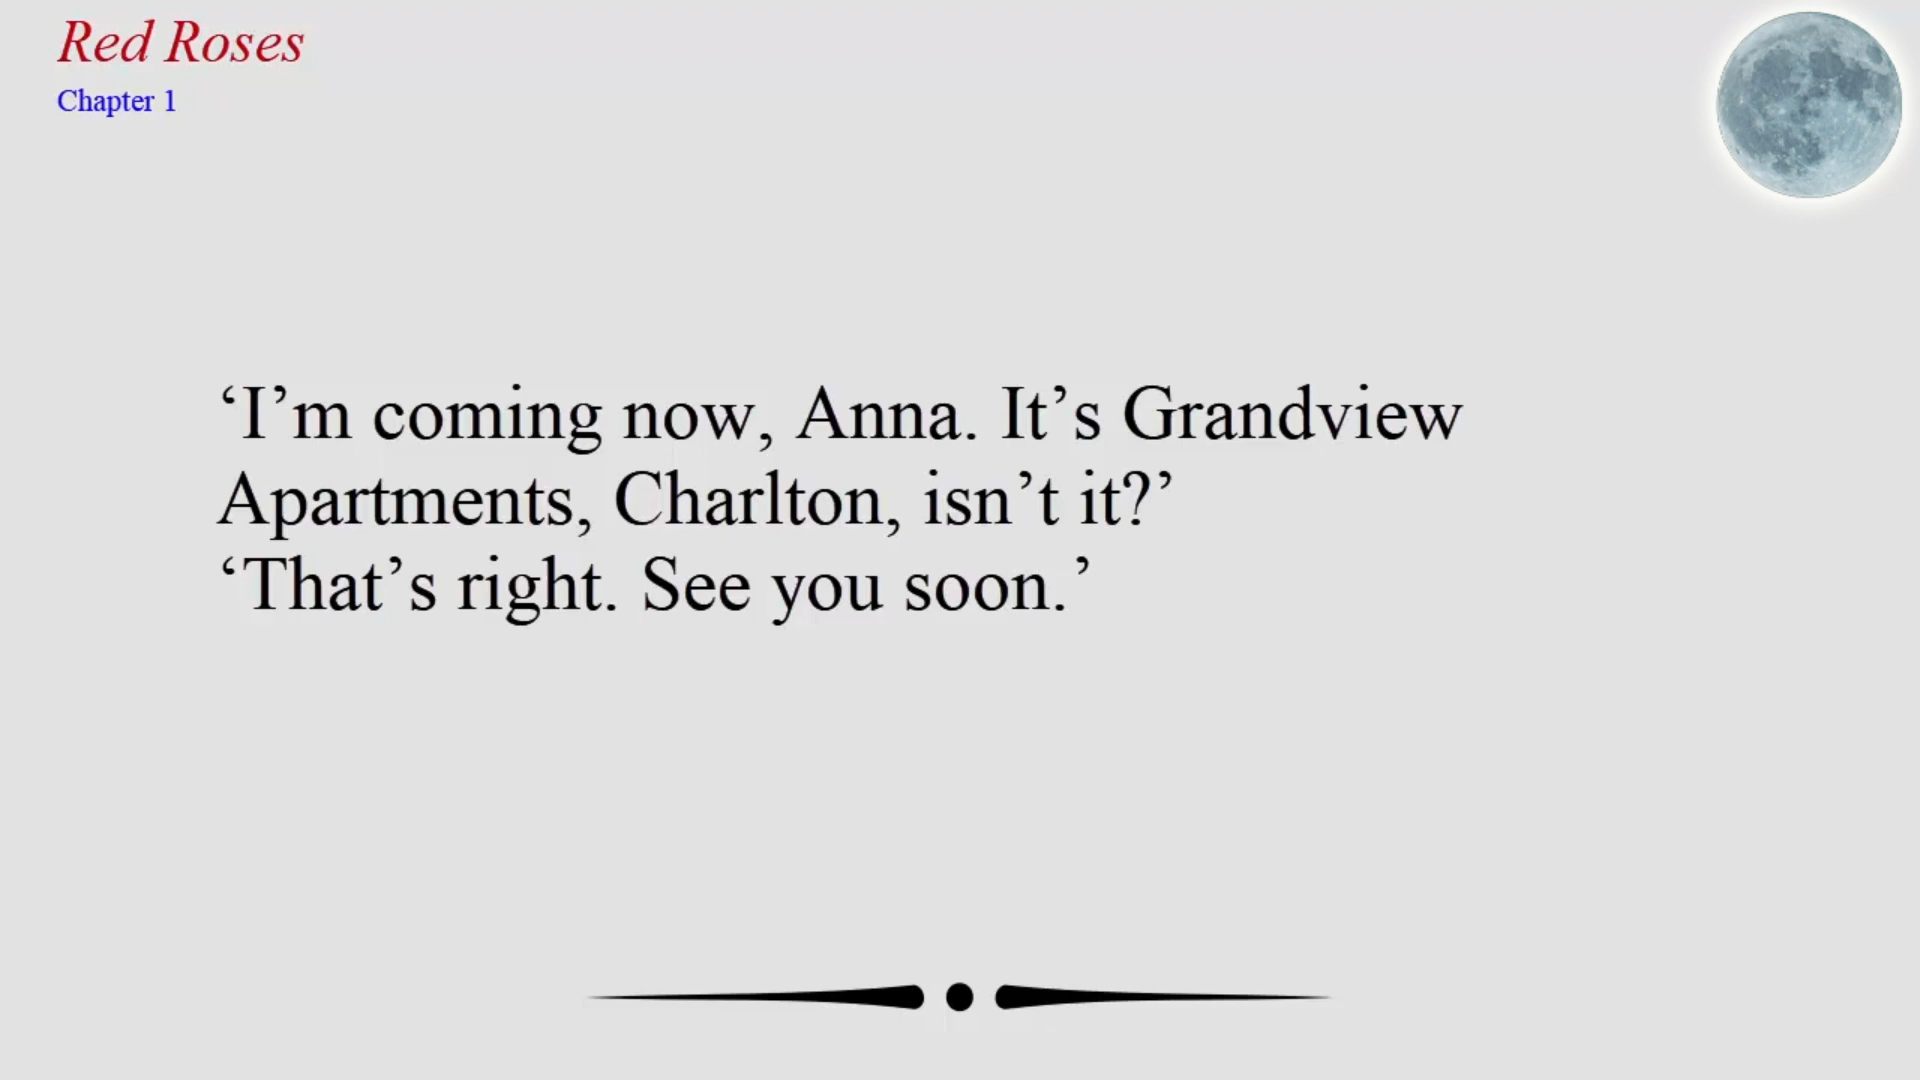 Red Roses
Chapter 1
‘I’m coming now, Anna. It’s Grandview
Apartments, Charlton, isn’t it?’
‘That’s right. See you soon.’